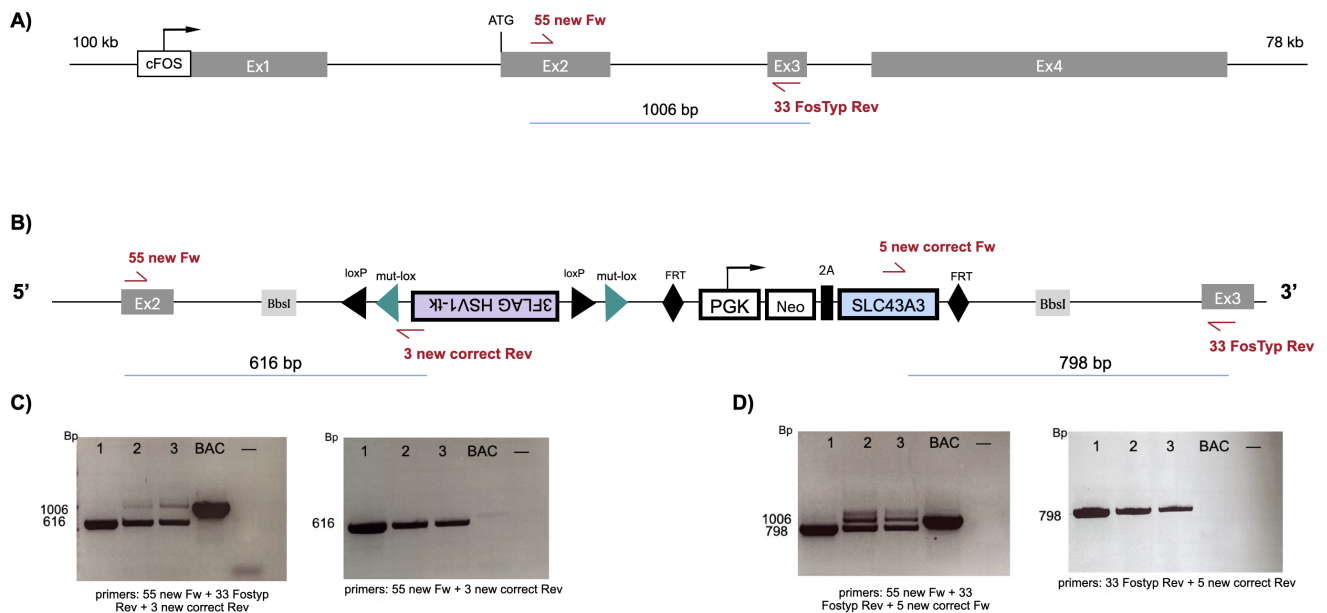 A)
100 kb
cFOS
Ex1
ATG
55 new Fw
Ex2
Ex3
33 FosTyp Rev
1006 bp
Ex4
78 kb
B)
5’
55 new Fw
Ex2
BbsI
loxP
mut-lox
3FLAG HSV1-tk
3 new correct Rev
loxP
mut-lox
FRT
PGK
Neo
2A
5 new correct Fw
SLC43A3
FRT
BbsI
Ex3
33 FosTyp Rev
3’
616 bp
798 bp
C)
Bp
1 2 3 BAC —
1006
616
primers: 55 new Fw + 33 Fostyp
Rev + 3 new correct Rev
Bp
1 2 3 BAC —
616
primers: 55 new Fw + 3 new correct Rev
D)
Bp
1 2 3 BAC —
1006
798
primers: 55 new Fw + 33
Fostyp Rev + 5 new correct Fw
Bp
1 2 3 BAC —
798
primers: 33 Fostyp Rev + 5 new correct Rev